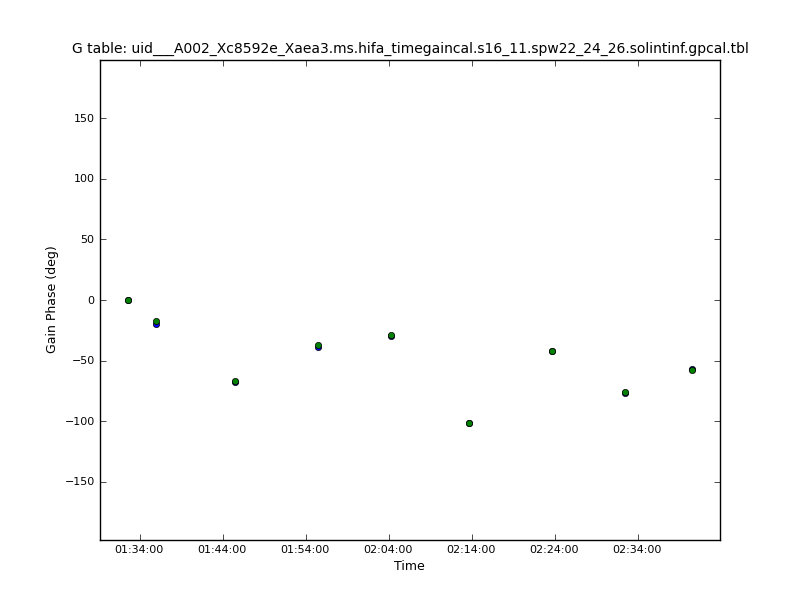 G table: uid___A002_Xc8592e_Xaea3.ms.hifa_timegaincal.s16_11.spw22_24_26.solintinf.gpcal.tbl
150
100
50
0
−50
−100
−150
Gain Phase (deg)
01:34:00 01:44:00 01:54:00 02:04:00 02:14:00 02:24:00 02:34:00
Time